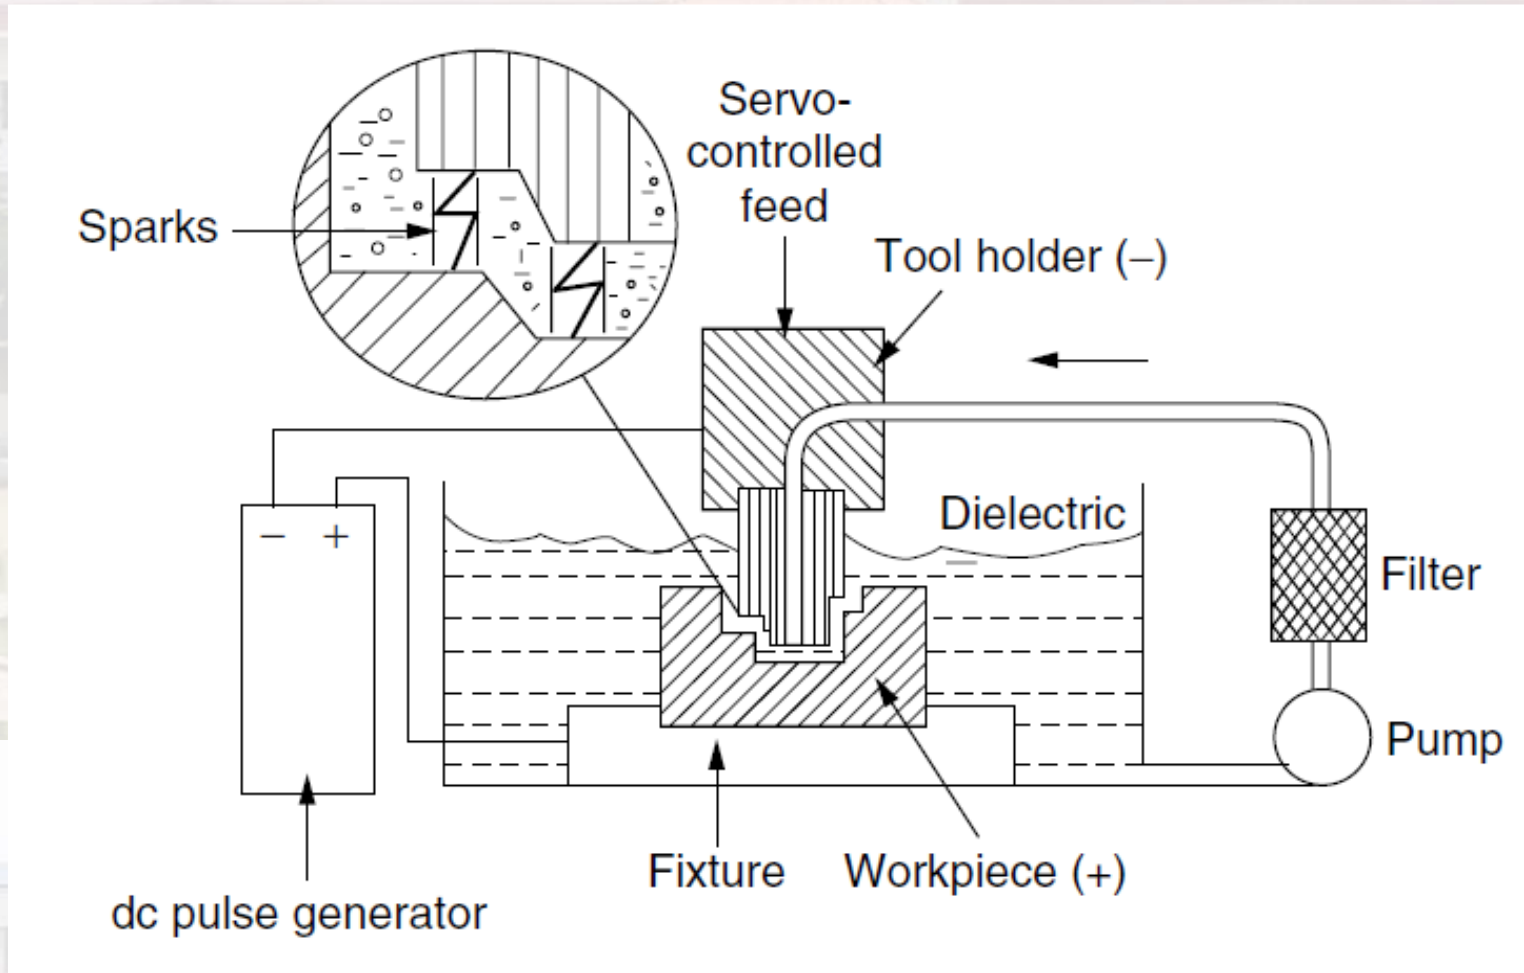 Servo-
controlled
feed
Sparks
Tool holder (–)
Dielectric
– +
Filter
Pump
Fixture
Workpiece (+)
dc pulse generator